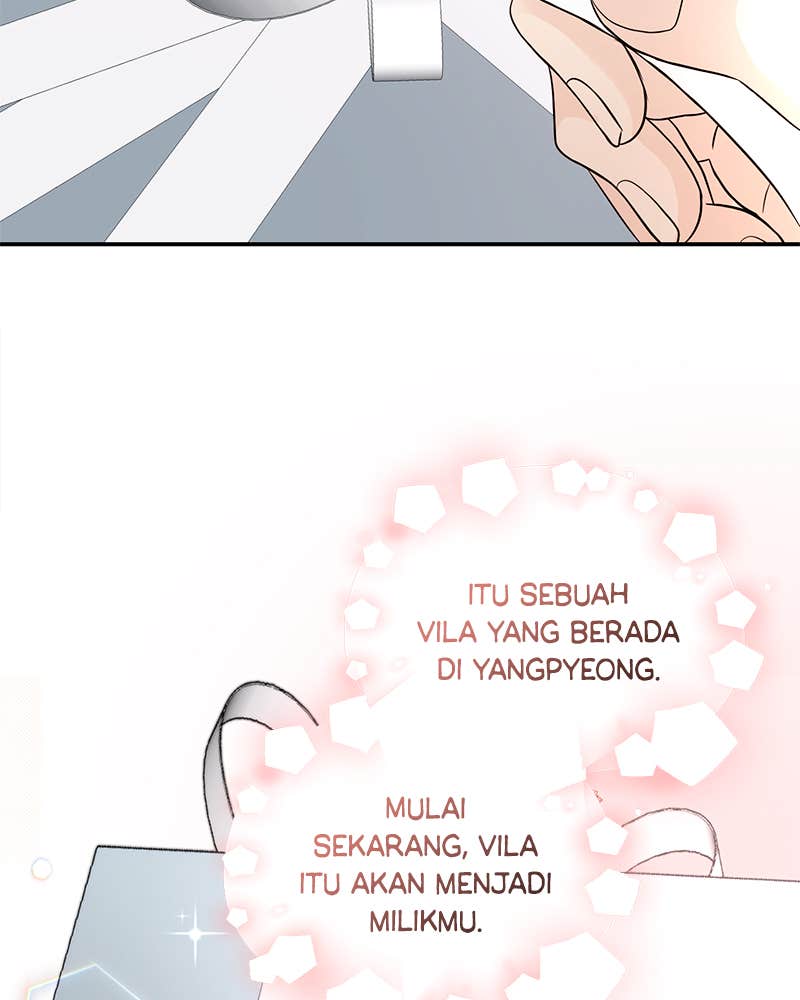 ITU SEBUAH
VILA YANG BERADA
DI YANGPYEONG.
MULAI
SEKARANG, VILA
ITU AKAN MENJADI
MILIKMU.